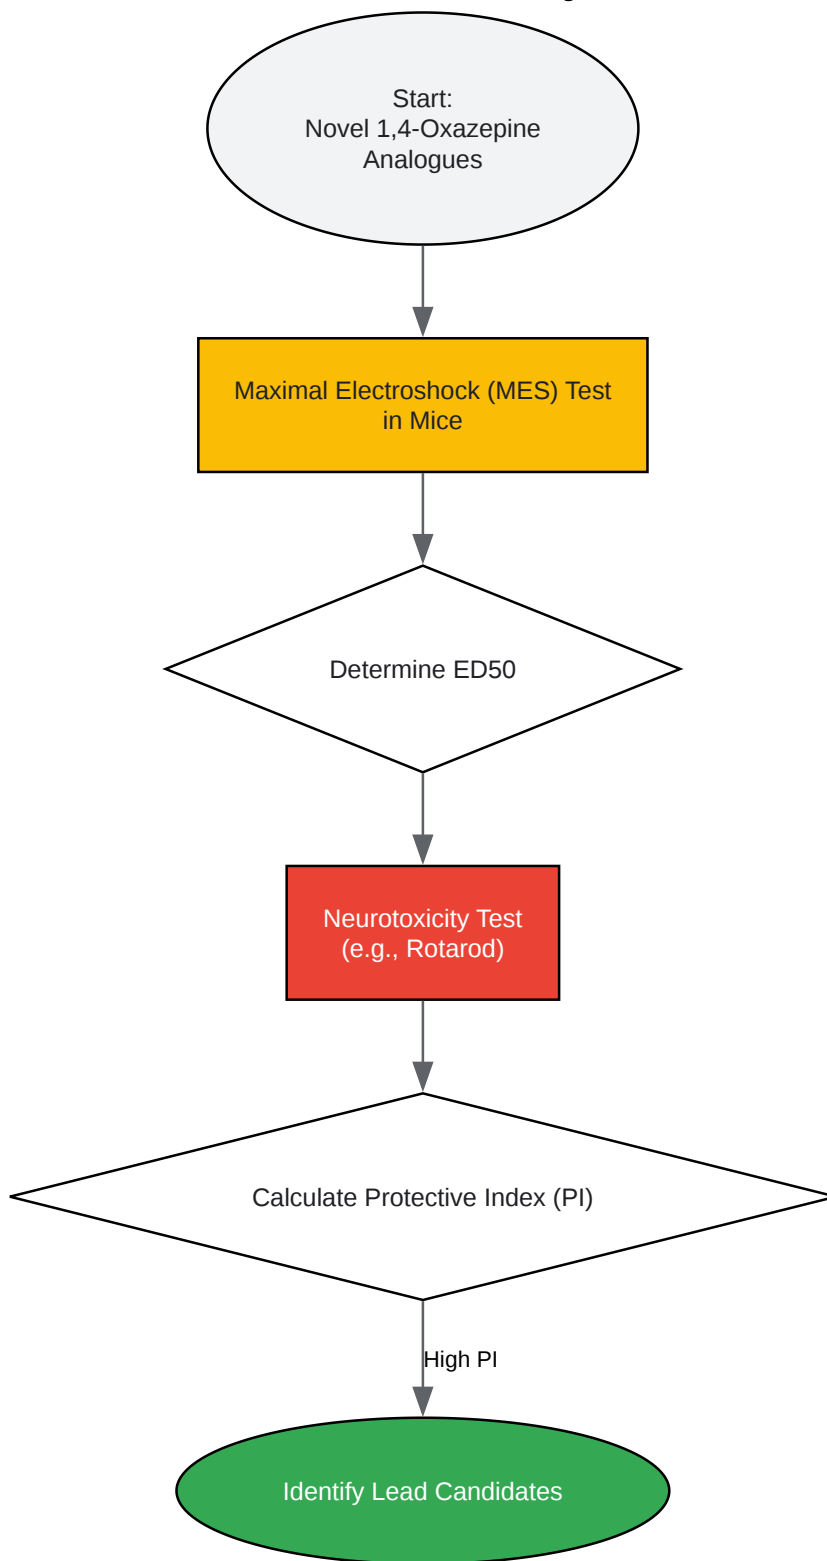 Start:
Novel 1,4-Oxazepine
Analogues
Maximal Electroshock (MES) Test
in Mice
Determine ED50
Neurotoxicity Test
(e.g., Rotarod)
Calculate Protective Index (PI)
High PI
Identify Lead Candidates